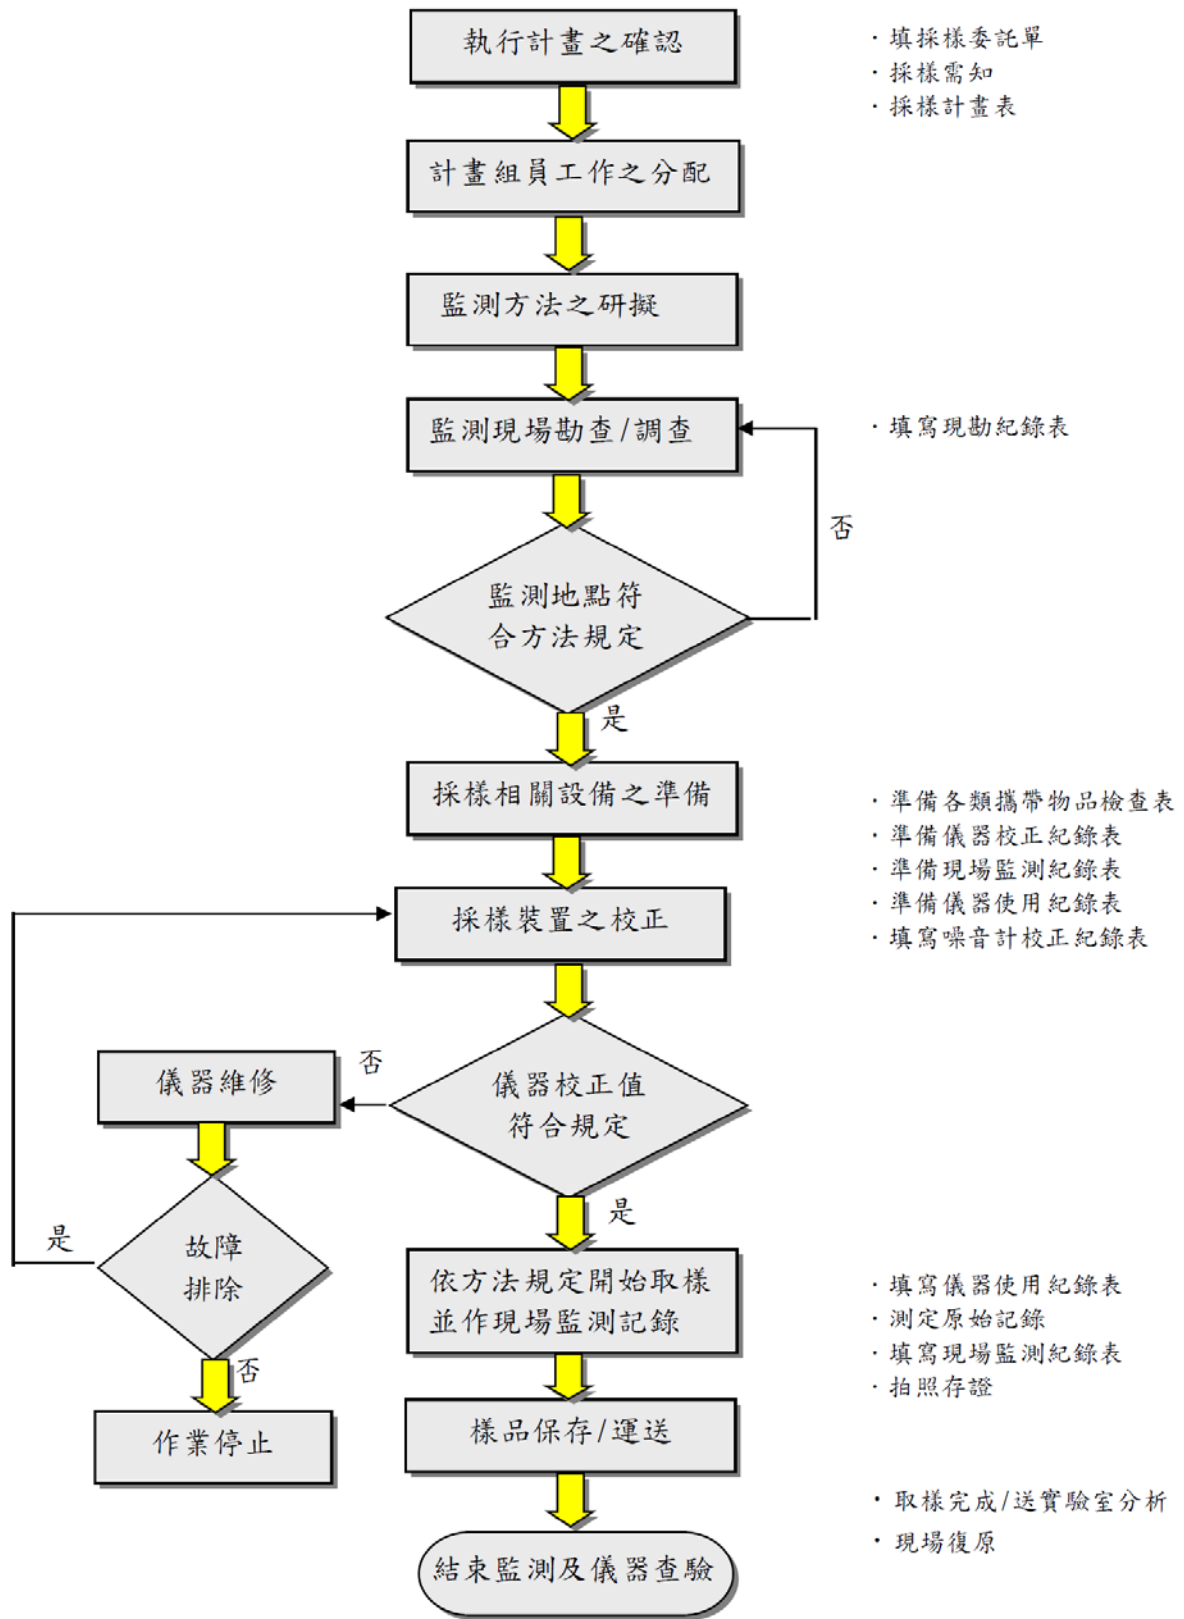 執行計畫之確認
·填採樣委託單
·採樣需知
·採樣計畫表
計畫組員工作之分配
監測方法之研擬
監測現場勘查/調查
·填寫現勘紀錄表
否
監測地點符
合方法規定
是
採樣相關設備之準備
·準備各類攜帶物品檢查表
·準備儀器校正紀錄表
·準備現場監測紀錄表
·準備儀器使用紀錄表
·填寫噪音計校正紀錄表
採樣裝置之校正
儀器校正值
符合規定
否
儀器維修
是
故障
排除
是
否
作業停止
依方法規定開始取樣
並作現場監測記錄
·填寫儀器使用紀錄表
·測定原始記錄
·填寫現場監測紀錄表
·拍照存證
樣品保存/運送
·取樣完成/送實驗室分析
·現場復原
結束監測及儀器查驗